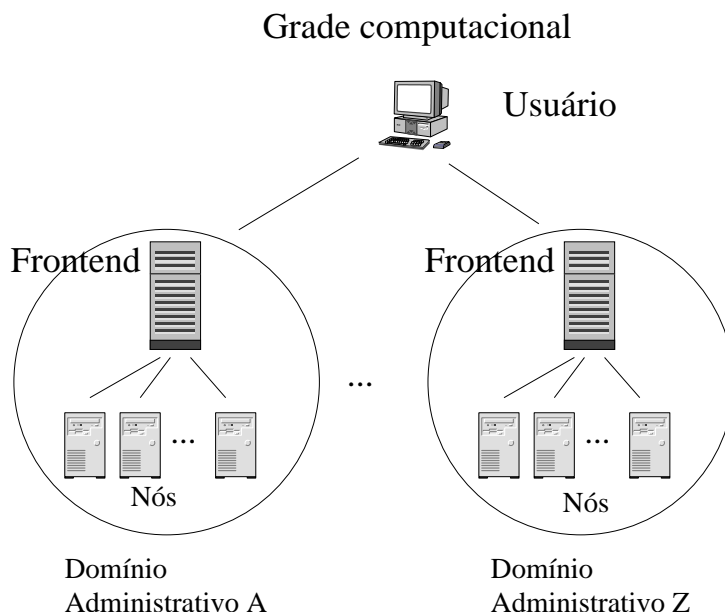 Grade computacional
Usuário
Frontend
Frontend
...
...
...
Nós
Nós
Domínio
Administrativo A
Domínio
Administrativo Z